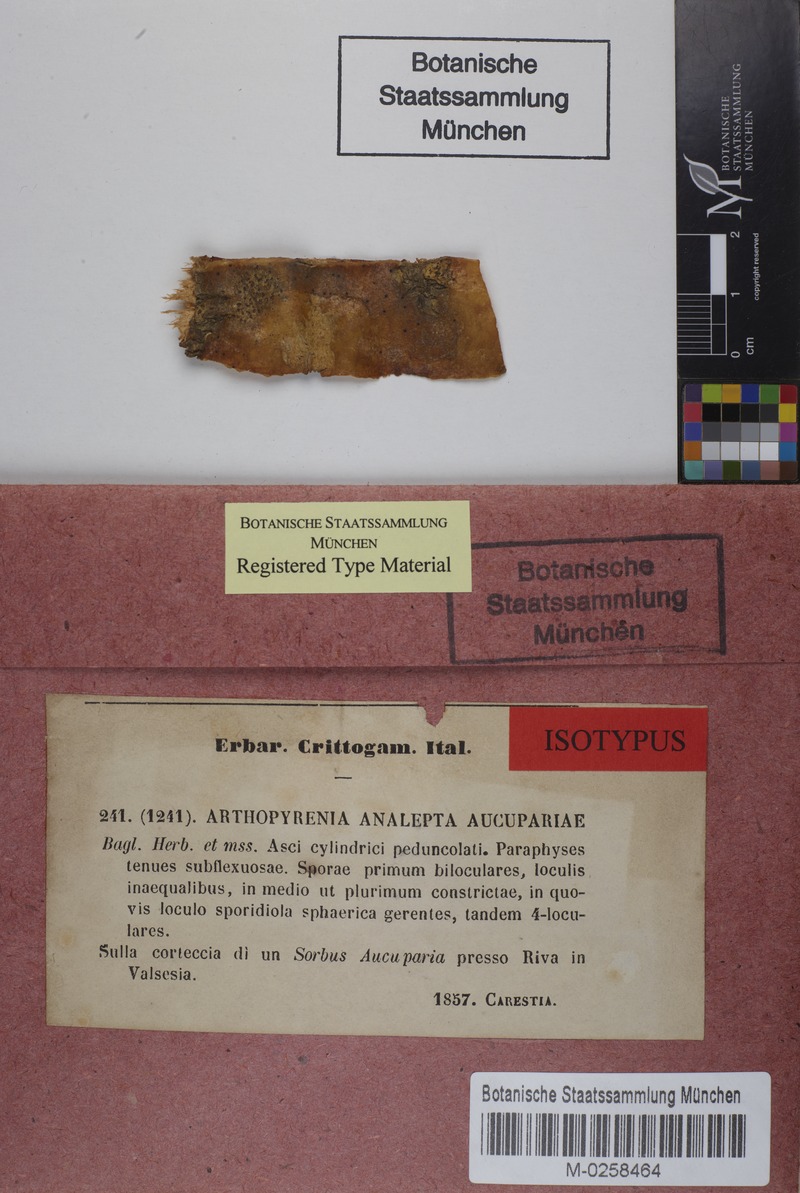 Botanische
Staatssammlung
München
BOTANISCHE
STAATSSAMMLUNG
MÜNCHEN
M
0 1 2
cm
copyright reserved
BOTANISCHE STAATSSAMMLUNG
MÜNCHEN
Registered Type Material
Botanische
Staatssammlung
München
ISOTYPUS
Erbar. Crittogam. Ital.
241. (1241). ARTHOPYRENIA ANALEPTA AUCUPARIAE
Bagl. Herb. et mss. Asci cylindrici pedunculati. Paraphyses
tenues subflexuosae. Sporae primum biloculares, loculis
inaequalibus, in medio ut plurimum constrictae, in quo-
vis loculo sporidiola sphaerica gerentes, tandem 4-locu-
lares.
Sulla corteccia di un Sorbus Aucuparia presso Riva in
Valsesia.
1857. CARESTIA.
Botanische Staatssammlung München
M-0258464